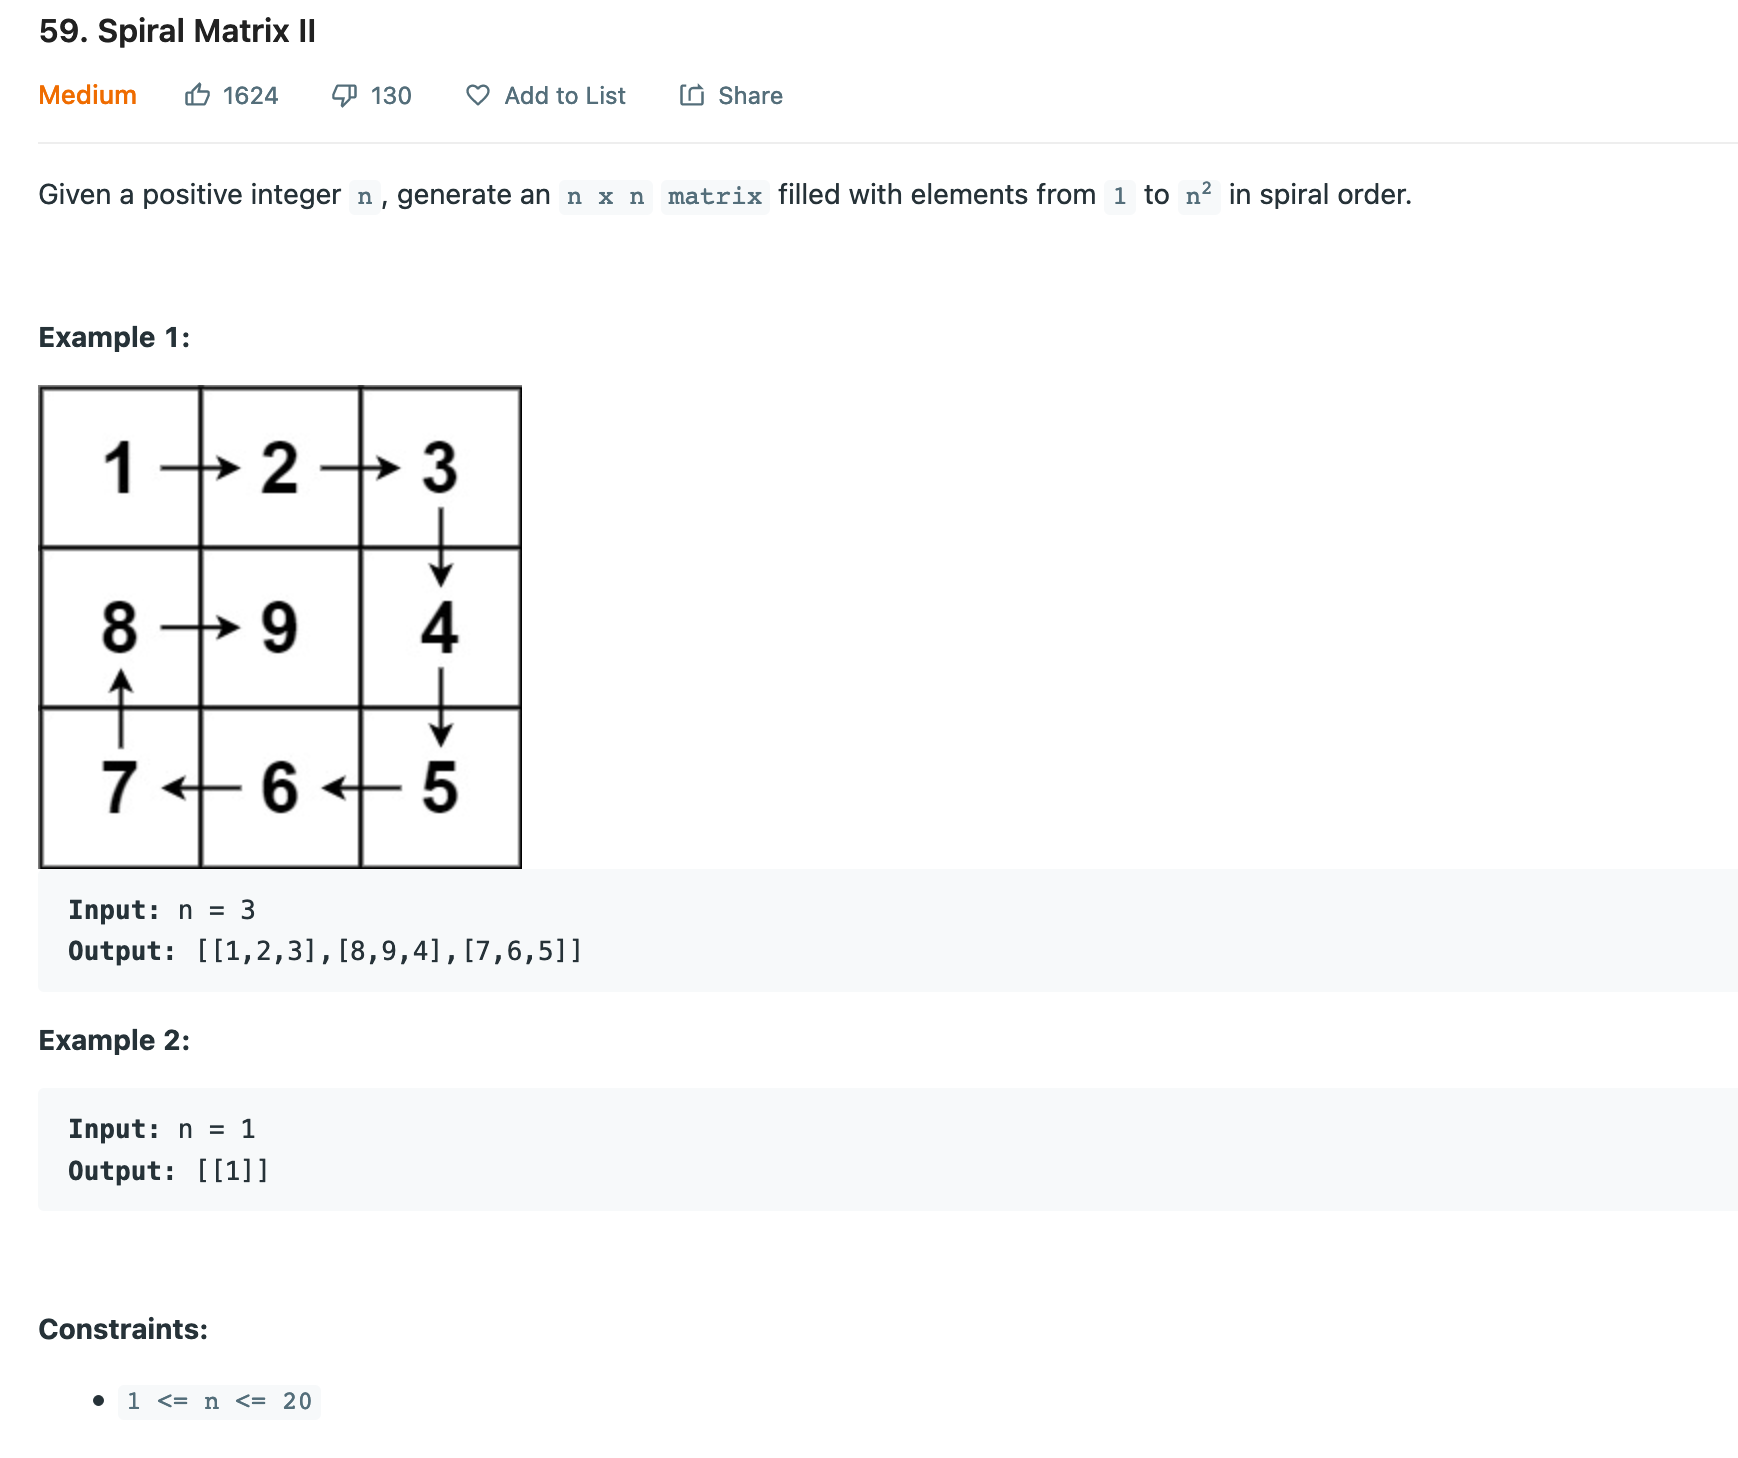 59. Spiral Matrix II
Medium 1624 130 Add to List Share
Given a positive integer n, generate an n x n matrix filled with elements from 1 to n² in spiral order.
Example 1:
1 2 3
8 9 4
7 6 5
Input: n = 3
Output: [[1,2,3],[8,9,4],[7,6,5]]
Example 2:
Input: n = 1
Output: [[1]]
Constraints:
• 1 <= n <= 20